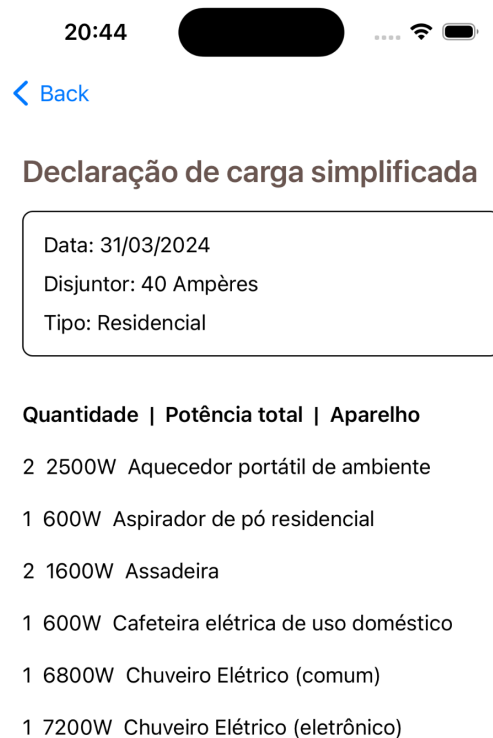 20:44
Back
Declaração de carga simplificada
Data: 31/03/2024
Disjuntor: 40 Ampères
Tipo: Residencial
Quantidade | Potência total | Aparelho
2 2500W Aquecedor portátil de ambiente
1 600W Aspirador de pó residencial
2 1600W Assadeira
1 600W Cafeteira elétrica de uso doméstico
1 6800W Chuveiro Elétrico (comum)
1 7200W Chuveiro Elétrico (eletrônico)